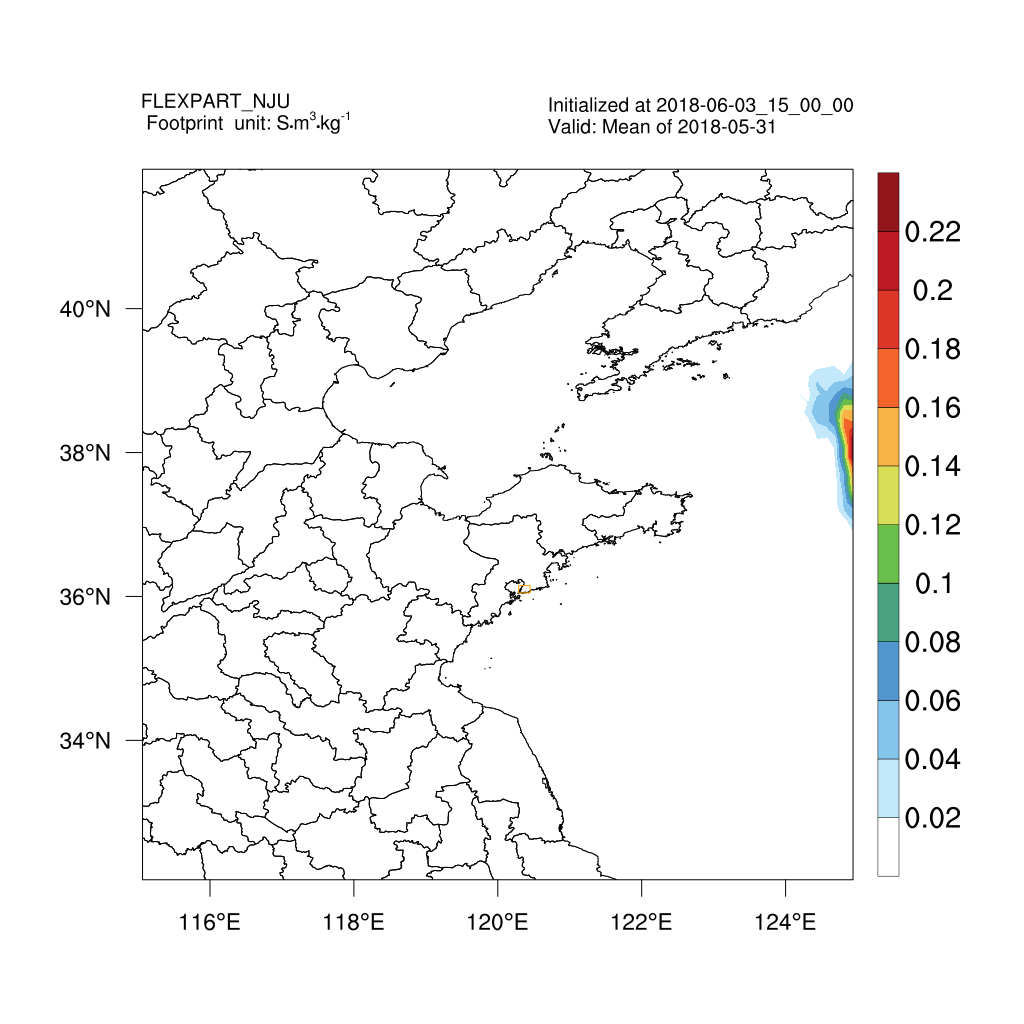 FLEXPART_NJU
Footprint unit: S•m³•kg⁻¹
Initialized at 2018-06-03_15_00_00
Valid: Mean of 2018-05-31
40°N
38°N
36°N
34°N
116°E
118°E
120°E
122°E
124°E
0.22
0.2
0.18
0.16
0.14
0.12
0.1
0.08
0.06
0.04
0.02